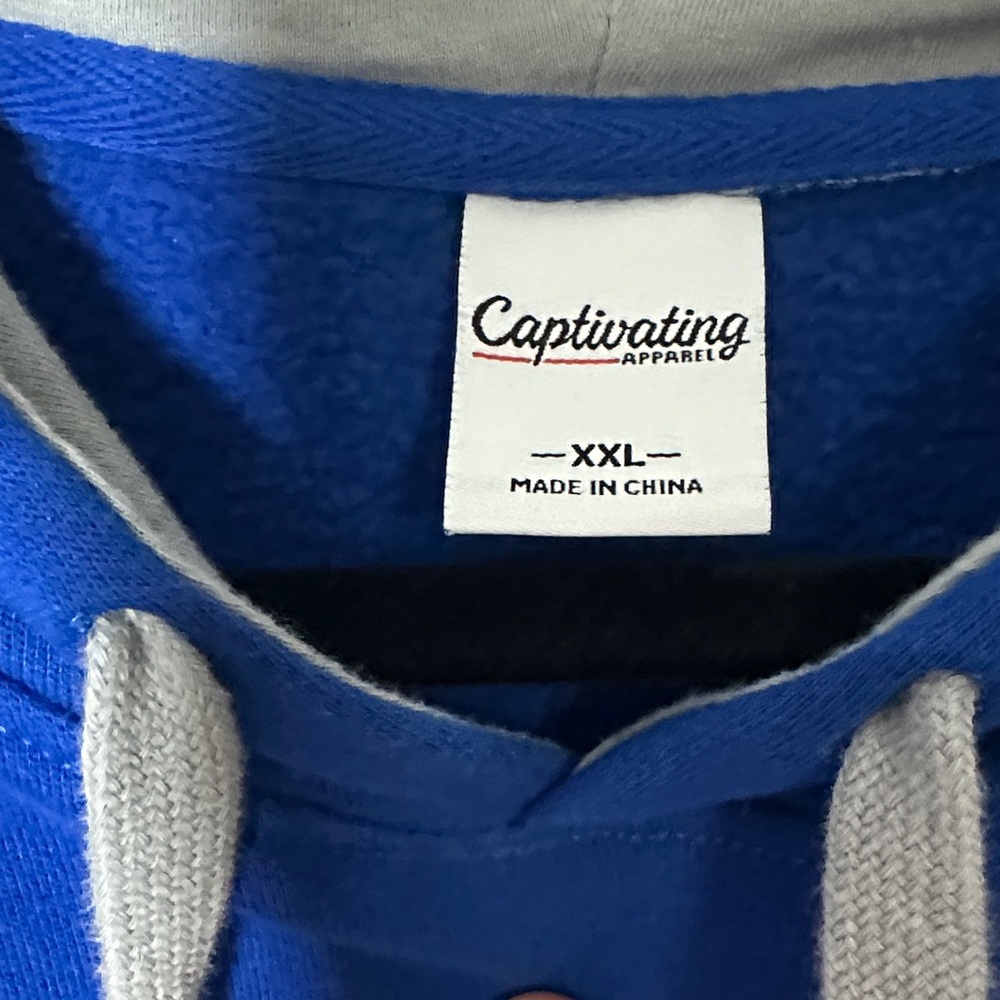 Captivating
APPAREL
—XXL—
MADE IN CHINA